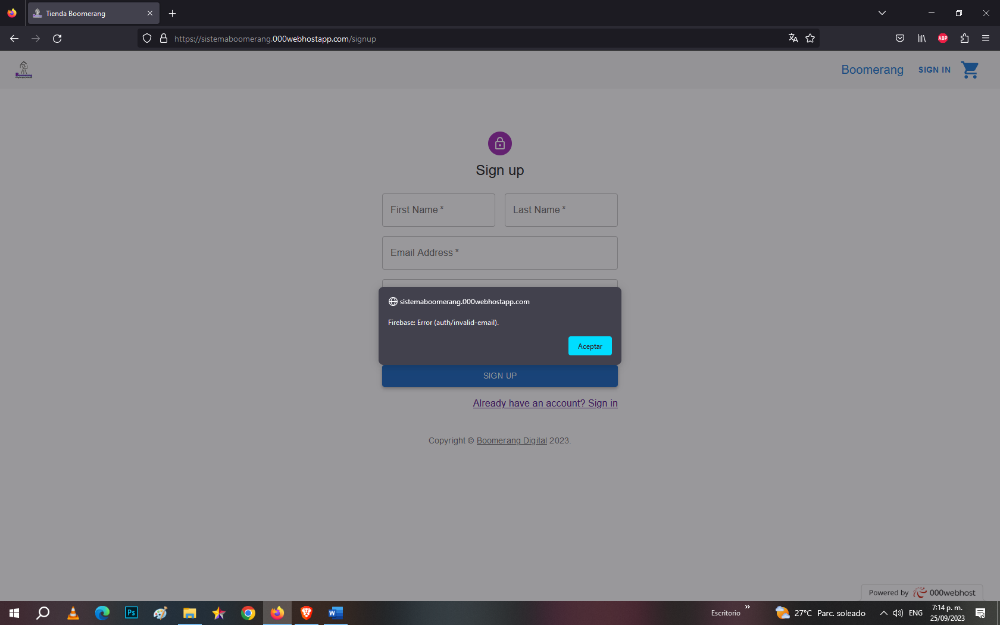 Tienda Boomerang
https://sistemaboomerang.000webhostapp.com/signup
ABP
Boomerang
Boomerang
SIGN IN
Sign up
First Name *
Last Name *
Email Address *
sistemaboomerang.000webhostapp.com
Firebase: Error (auth/invalid-email).
Aceptar
SIGN UP
Already have an account? Sign in
Copyright © Boomerang Digital 2023.
Powered by 000webhost
Ps
W
Escritorio
27°C Parc. soleado
ENG
7:14 p. m.
25/09/2023